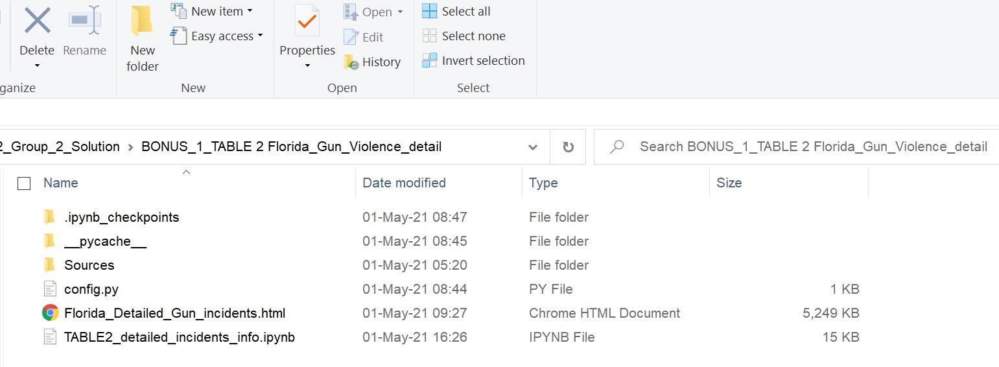 New item
Open
Select all
Easy access
Edit
Select none
Delete
Rename
New
folder
Properties
History
Invert selection
ganize
New
Open
Select
2_Group_2_Solution > BONUS_1_TABLE 2 Florida_Gun_Violence_detail
Search BONUS_1_TABLE 2 Florida_Gun_Violence_detail
Name Date modified Type Size
.ipynb_checkpoints 01-May-21 08:47 File folder
__pycache__ 01-May-21 08:45 File folder
Sources 01-May-21 05:20 File folder
config.py 01-May-21 08:44 PY File 1 KB
Florida_Detailed_Gun_incidents.html 01-May-21 09:27 Chrome HTML Document 5,249 KB
TABLE2_detailed_incidents_info.ipynb 01-May-21 16:26 IPYNB File 15 KB